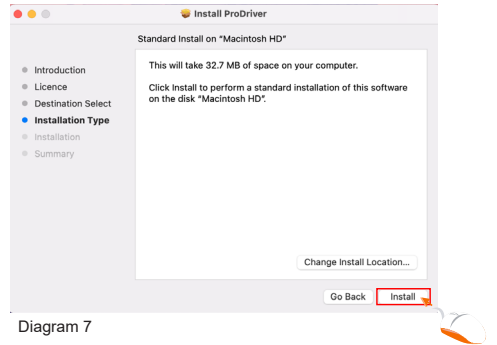 Install ProDriver
Standard Install on “Macintosh HD”
Introduction
Licence
Destination Select
Installation Type
Installation
Summary
This will take 32.7 MB of space on your computer.
Click Install to perform a standard installation of this software
on the disk “Macintosh HD”.
Change Install Location...
Go Back
Install
Diagram 7